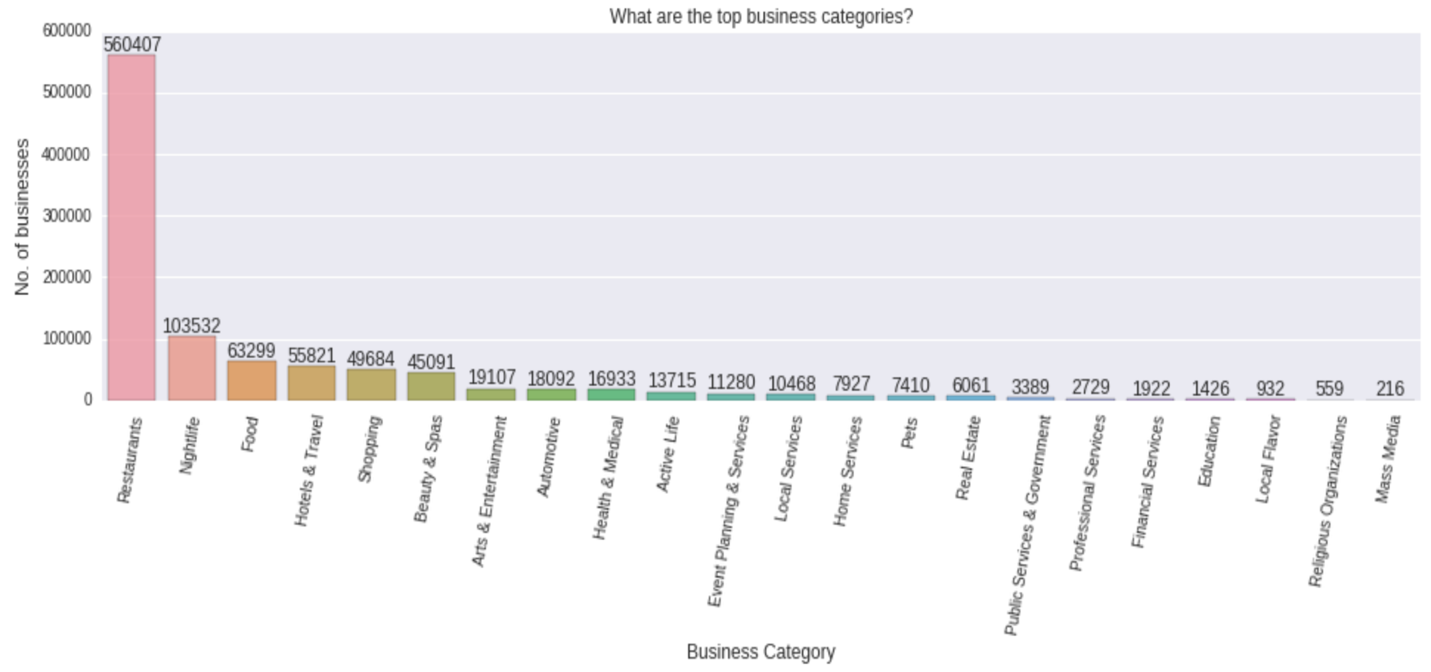 What are the top business categories?
No. of businesses
600000
500000
400000
300000
200000
100000
0
560407
103532
63299
55821
49684
45091
19107
18092
16933
13715
11280
10468
7927
7410
6061
3389
2729
1922
1426
932
559
216
Restaurants
Nightlife
Food
Hotels & Travel
Shopping
Beauty & Spas
Arts & Entertainment
Automotive
Health & Medical
Active Life
Event Planning & Services
Local Services
Home Services
Pets
Real Estate
Public Services & Government
Professional Services
Financial Services
Education
Local Flavor
Religious Organizations
Mass Media
Business Category